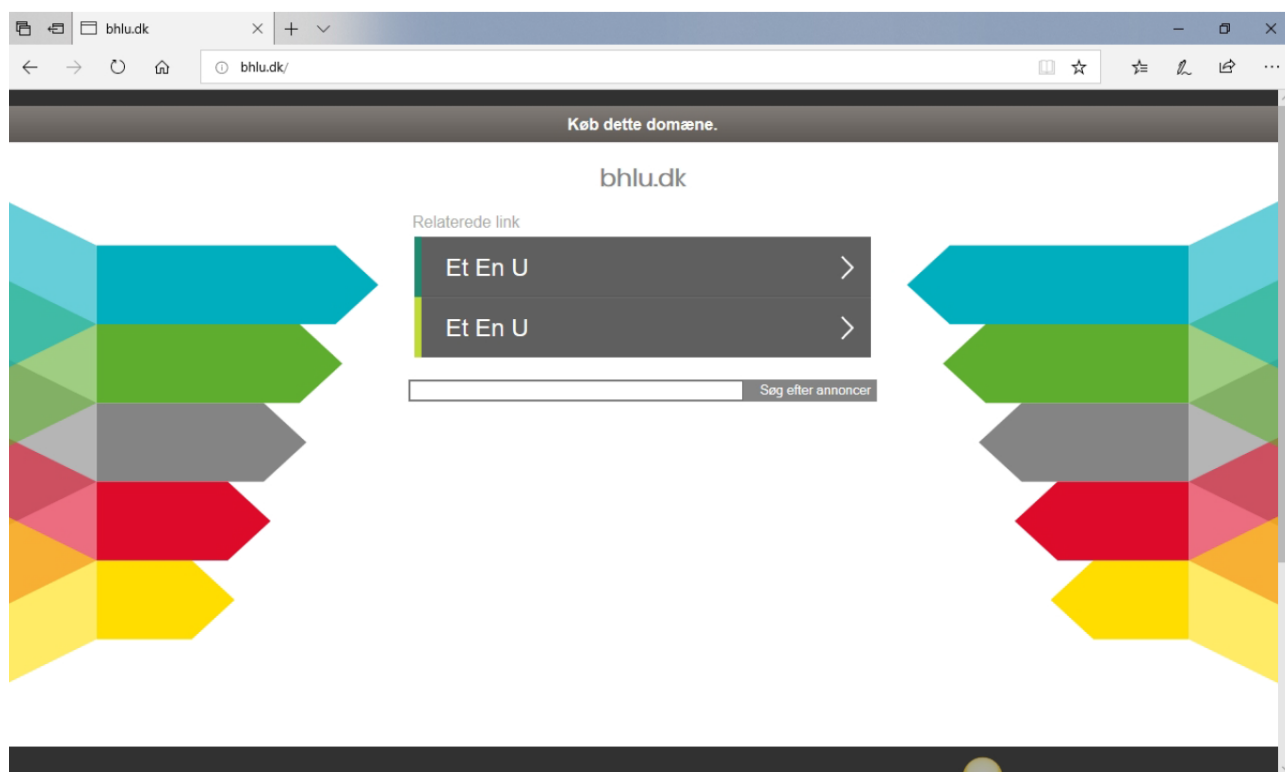 bhlu.dk
bhlu.dk/
Køb dette domæne.
bhlu.dk
Relaterede link
Et En U
Et En U
Søg efter annoncer